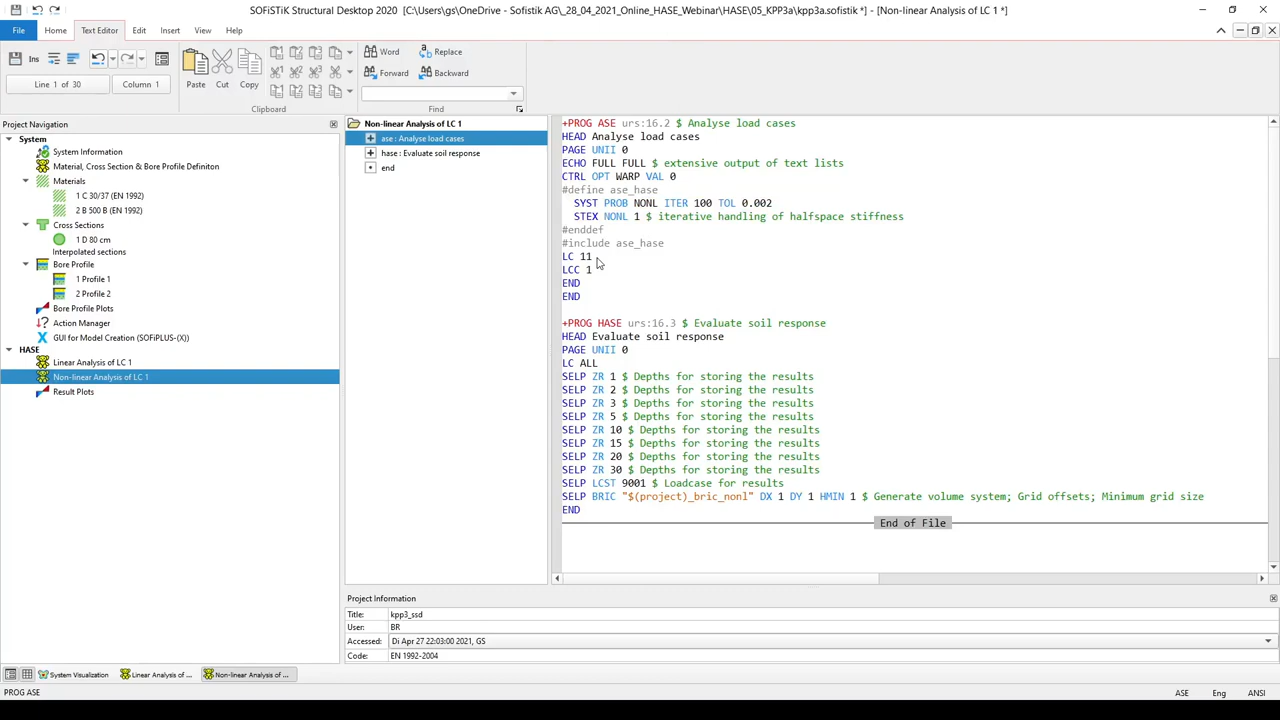 SOFiSTiK Structural Desktop 2020 [C:\Users\gs\OneDrive - Sofistik AG\_28_04_2021_Online_HASE_Webinar\HASE\05_KPP3a\kpp3a.sofistik *] - [Non-linear Analysis of LC 1 *]
File Home Text Editor Edit Insert View Help
Ins Word Replace
Forward Backward
Line 1 of 30 Column 1 Paste Cut Copy
Clipboard Find
Project Navigation
System
System Information
Material, Cross Section & Bore Profile Definiton
Materials
1 C 30/37 (EN 1992)
2 B 500 B (EN 1992)
Cross Sections
1 D 80 cm
Interpolated sections
Bore Profile
1 Profile 1
2 Profile 2
Bore Profile Plots
Action Manager
GUI for Model Creation (SOFiPLUS-(X))
HASE
Linear Analysis of LC 1
Non-linear Analysis of LC 1
Result Plots
Non-linear Analysis of LC 1
ase : Analyse load cases
hase : Evaluate soil response
end
+PROG ASE urs:16.2 $ Analyse load cases
HEAD Analyse load cases
PAGE UNII 0
ECHO FULL FULL $ extensive output of text lists
CTRL OPT WARP VAL 0
#define ase_hase
SYST PROB NONL ITER 100 TOL 0.002
STEX NONL 1 $ iterative handling of halfspace stiffness
#enddef
#include ase_hase
LC 11
LCC 1
END
END
+PROG HASE urs:16.3 $ Evaluate soil response
HEAD Evaluate soil response
PAGE UNII 0
LC ALL
SELP ZR 1 $ Depths for storing the results
SELP ZR 2 $ Depths for storing the results
SELP ZR 3 $ Depths for storing the results
SELP ZR 5 $ Depths for storing the results
SELP ZR 10 $ Depths for storing the results
SELP ZR 15 $ Depths for storing the results
SELP ZR 20 $ Depths for storing the results
SELP ZR 30 $ Depths for storing the results
SELP LCST 9001 $ Loadcase for results
SELP BRIC "$(project)_bric_nonl" DX 1 DY 1 HMIN 1 $ Generate volume system; Grid offsets; Minimum grid size
END
End of File
Project Information
Title: kpp3_ssd
User: BR
Accessed: Di Apr 27 22:03:00 2021, GS
Code: EN 1992-2004
System Visualization Linear Analysis of ... Non-linear Analysis of ...
PROG ASE ASE Eng ANSI